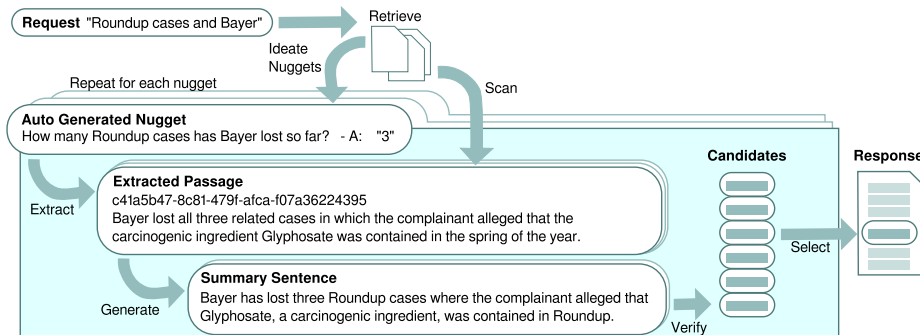 Request "Roundup cases and Bayer"
Retrieve
Ideate
Nuggets
Repeat for each nugget
Scan
Auto Generated Nugget
How many Roundup cases has Bayer lost so far? - A: "3"
Candidates
Response
Extracted Passage
c41a5b47-8c81-479f-afca-f07a36224395
Extract
Bayer lost all three related cases in which the complainant alleged that the
carcinogenic ingredient Glyphosate was contained in the spring of the year.
Select
Summary Sentence
Generate
Bayer has lost three Roundup cases where the complainant alleged that
Glyphosate, a carcinogenic ingredient, was contained in Roundup.
Verify